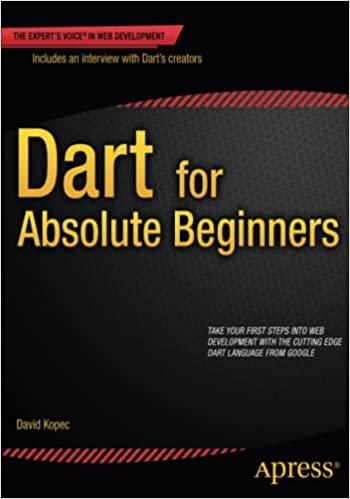 THE EXPERT'S VOICE® IN WEB DEVELOPMENT
Includes an interview with Dart's creators
Dart for
Absolute Beginners
TAKE YOUR FIRST STEPS INTO WEB
DEVELOPMENT WITH THE CUTTING EDGE
DART LANGUAGE FROM GOOGLE
David Kopec
Apress®